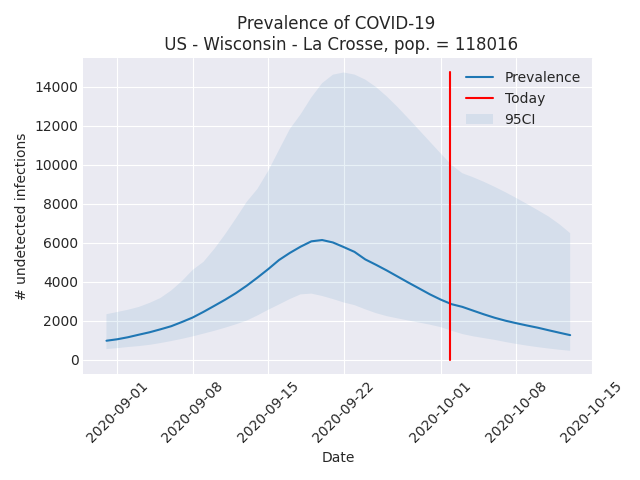 Prevalence of COVID-19
US - Wisconsin - La Crosse, pop. = 118016
# undetected infections
14000
12000
10000
8000
6000
4000
2000
0
Prevalence
Today
95CI
2020-09-01
2020-09-08
2020-09-15
2020-09-22
2020-10-01
2020-10-08
2020-10-15
Date